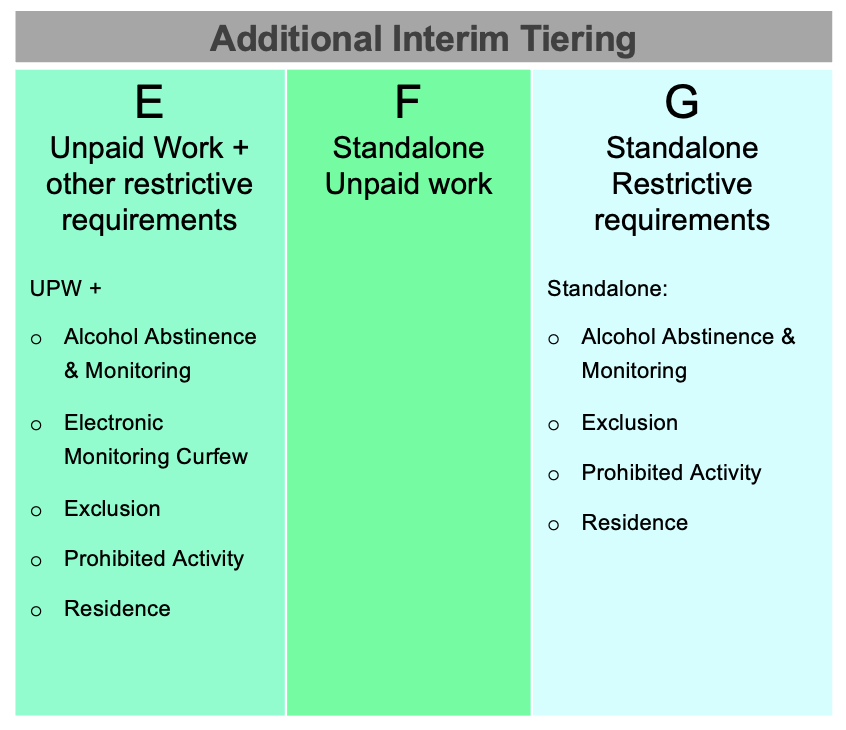 Additional Interim Tiering
E
Unpaid Work +
other restrictive
requirements
UPW +
Alcohol Abstinence
& Monitoring
Electronic
Monitoring Curfew
Exclusion
Prohibited Activity
Residence
F
Standalone
Unpaid work
G
Standalone
Restrictive
requirements
Standalone:
Alcohol Abstinence &
Monitoring
Exclusion
Prohibited Activity
Residence